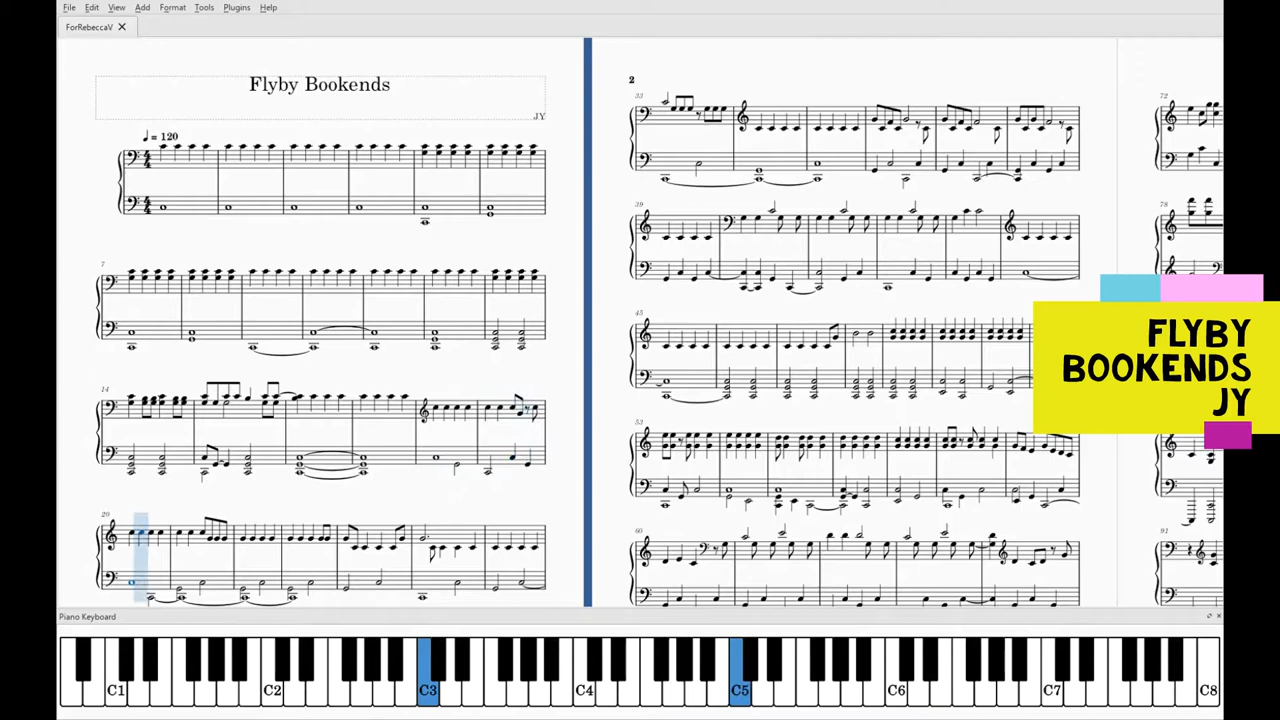 File Edit View Add Format Tools Plugins Help
ForRebeccaV
Flyby Bookends
JY
= 120
7
14
20
2
33
39
45
53
60
72
78
91
FLYBY
BOOKENDS
JY
Piano Keyboard
C1 C2 C3 C4 C5 C6 C7 C8